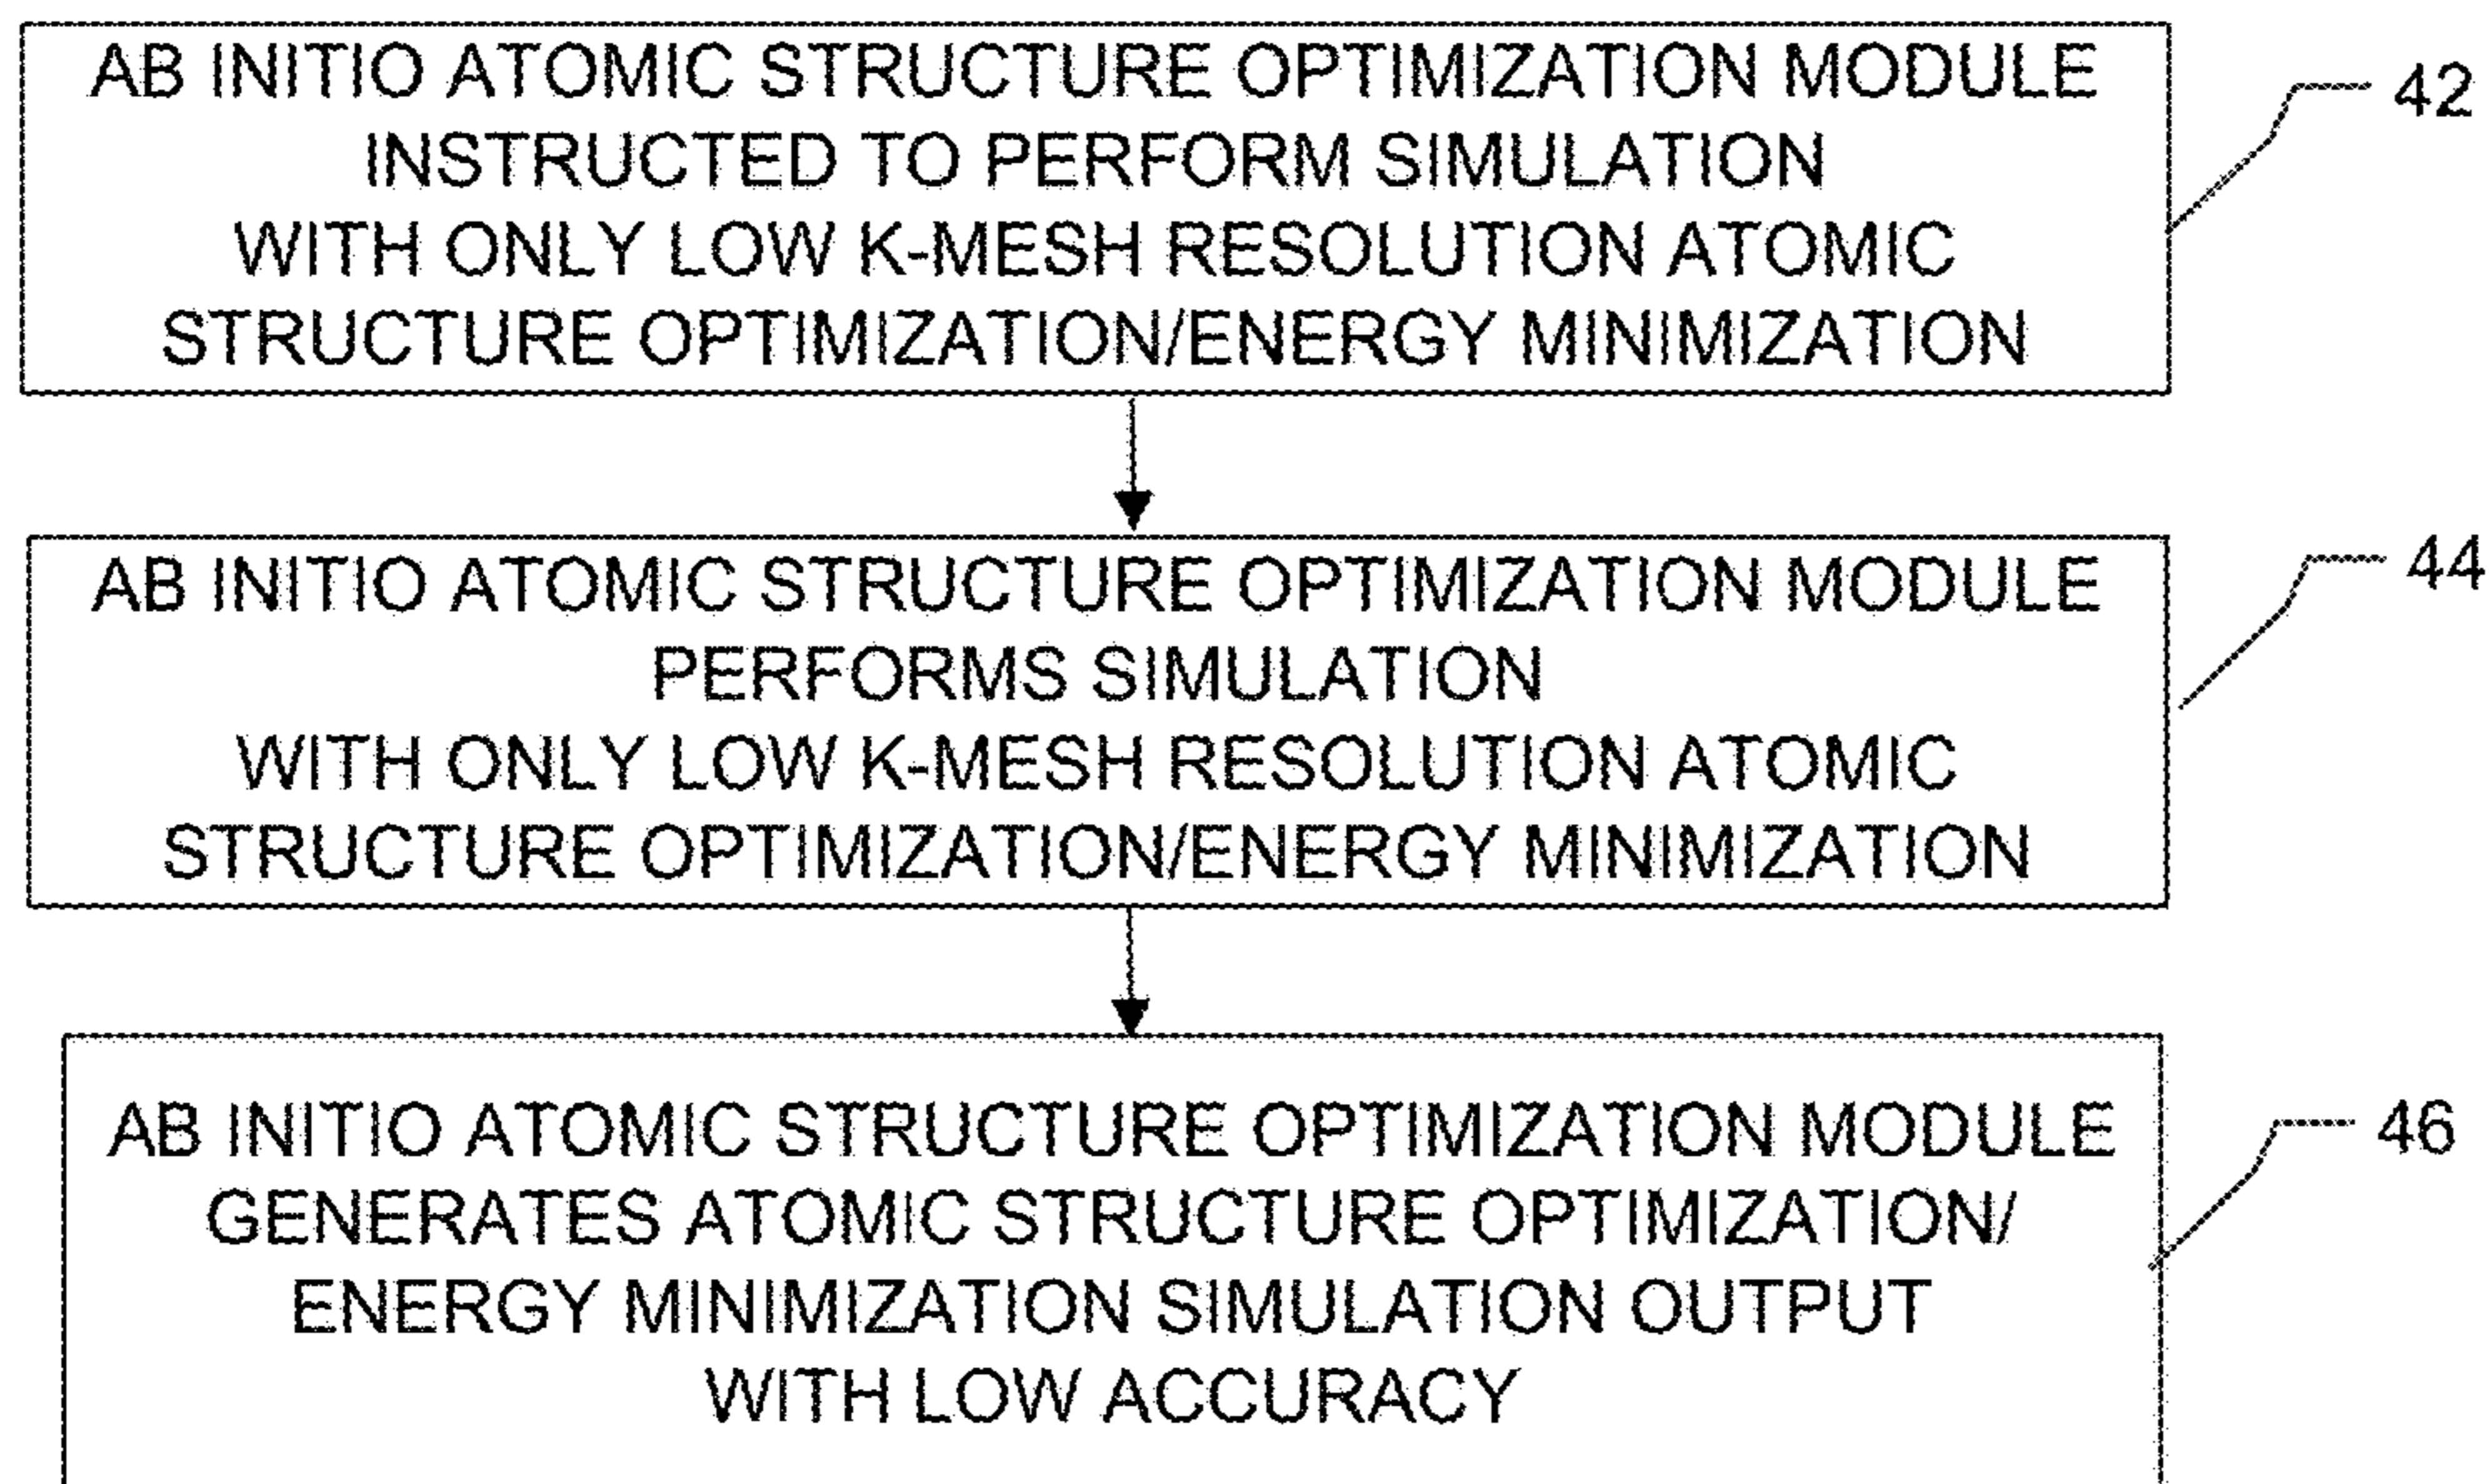 AB INITIO ATOMIC STRUCTURE OPTIMIZATION MODULE
INSTRUCTED TO PERFORM SIMULATION
WITH ONLY LOW K-MESH RESOLUTION ATOMIC
STRUCTURE OPTIMIZATION/ENERGY MINIMIZATION
42
AB INITIO ATOMIC STRUCTURE OPTIMIZATION MODULE
PERFORMS SIMULATION
WITH ONLY LOW K-MESH RESOLUTION ATOMIC
STRUCTURE OPTIMIZATION/ENERGY MINIMIZATION
44
AB INITIO ATOMIC STRUCTURE OPTIMIZATION MODULE
GENERATES ATOMIC STRUCTURE OPTIMIZATION/
ENERGY MINIMIZATION SIMULATION OUTPUT
WITH LOW ACCURACY
46